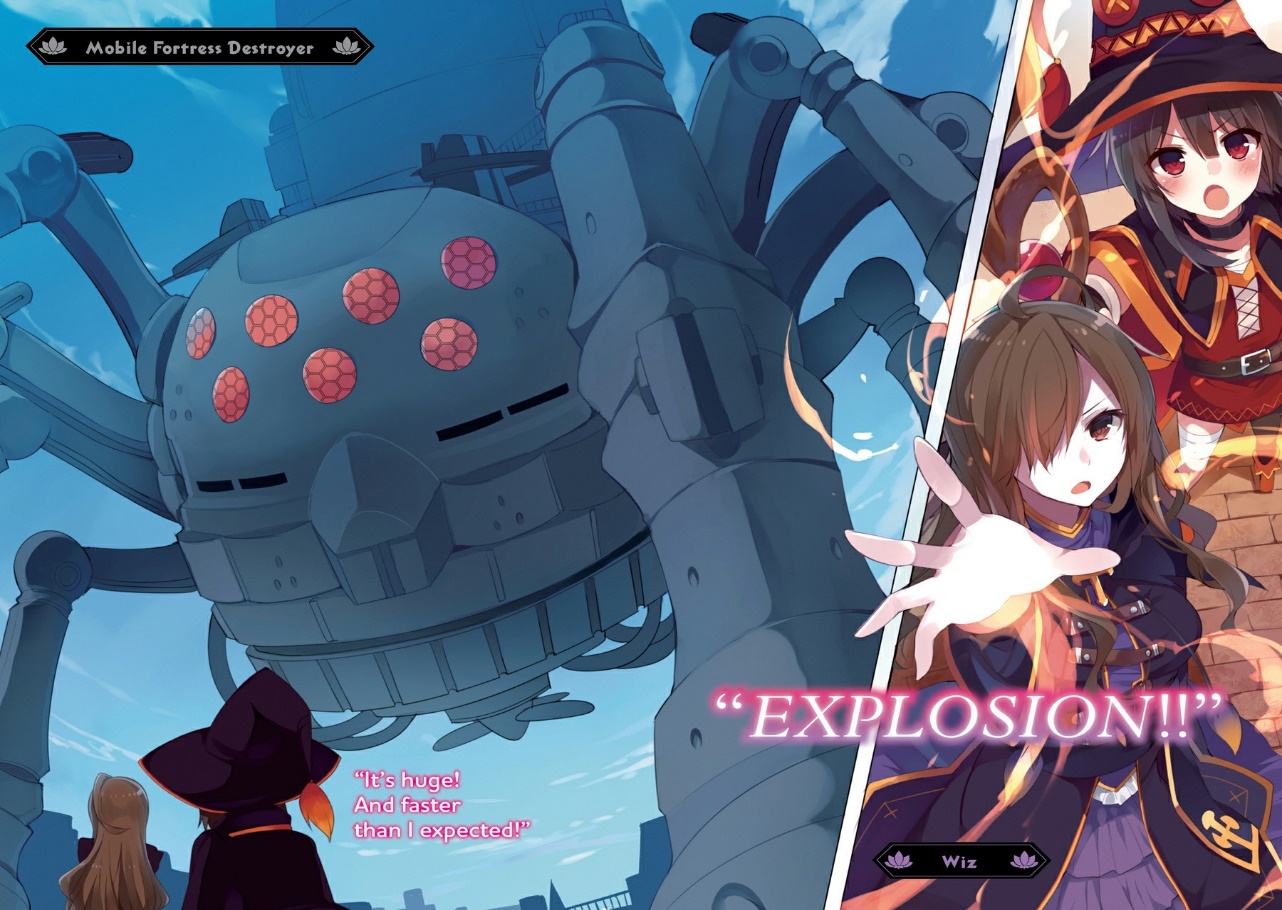 Mobile Fortress Destroyer
“It’s huge!
And faster
than I expected!”
“EXPLOSION!!”
Wiz